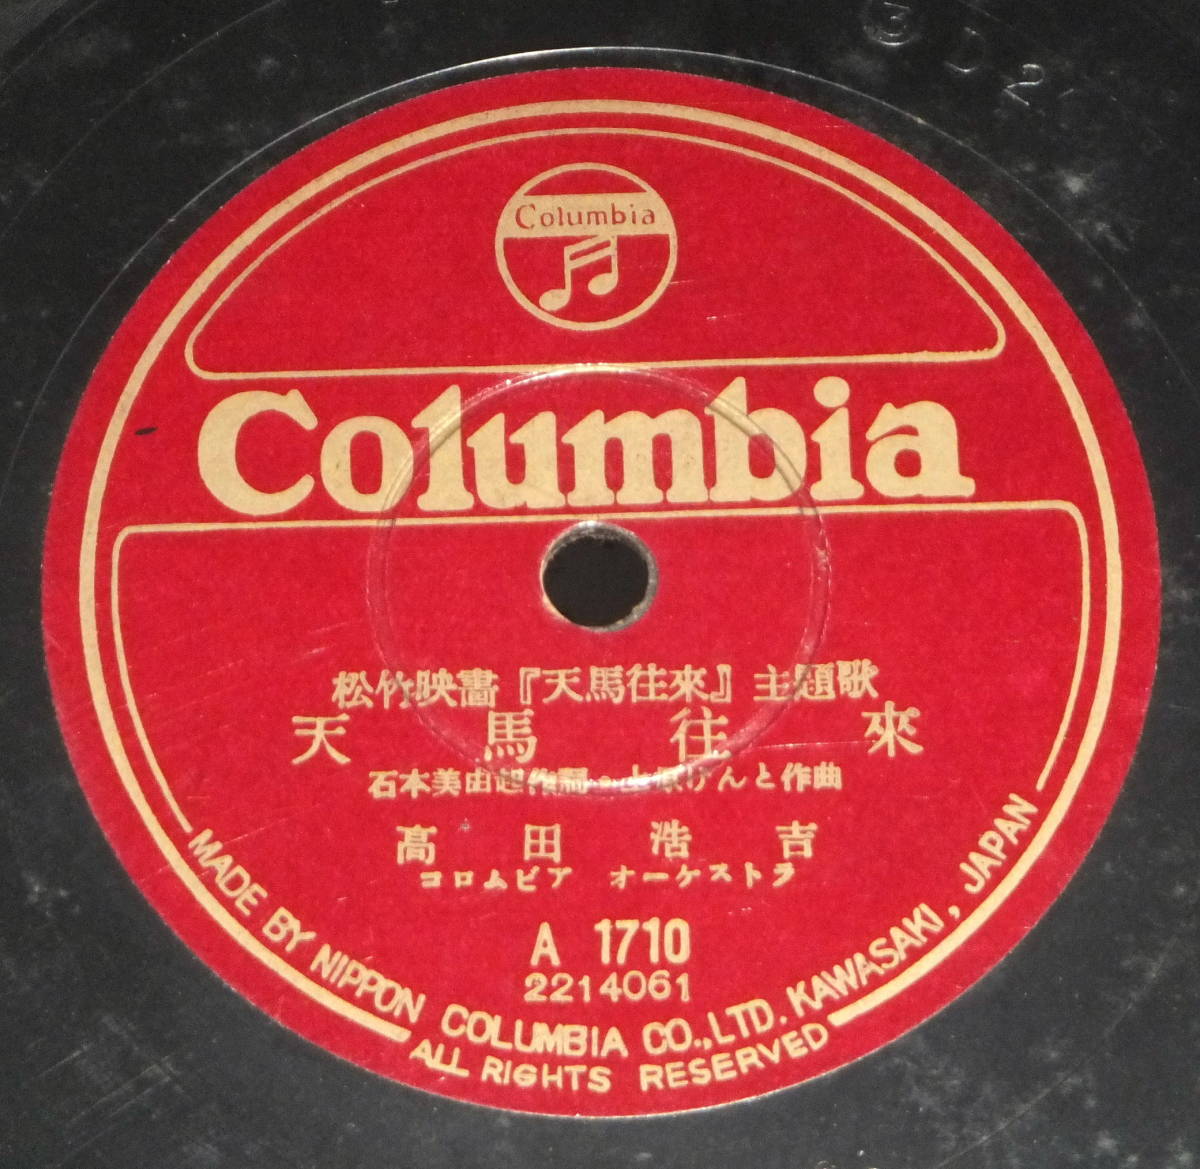 3 D 2
Columbia
Columbia
松竹映畵『天馬往來』主題歌
天馬往來
石本美由起作詞・上原げんと作曲
高田浩吉
コロムビア オーケストラ
A 1710
2214061
MADE BY NIPPON COLUMBIA CO.,LTD. KAWASAKI, JAPAN
ALL RIGHTS RESERVED